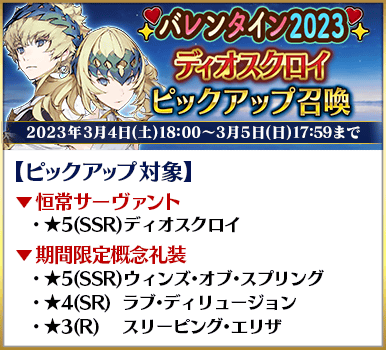 バレンタイン2023
ディオスクロイ
ピックアップ召喚
2023年3月4日(土)18:00～3月5日(日)17:59まで
【ピックアップ対象】
▼恒常サーヴァント
・★5(SSR)ディオスクロイ
▼期間限定概念礼装
・★5(SSR)ウィンズ・オブ・スプリング
・★4(SR) ラブ・ディリュージョン
・★3(R) スリーピング・エリザ